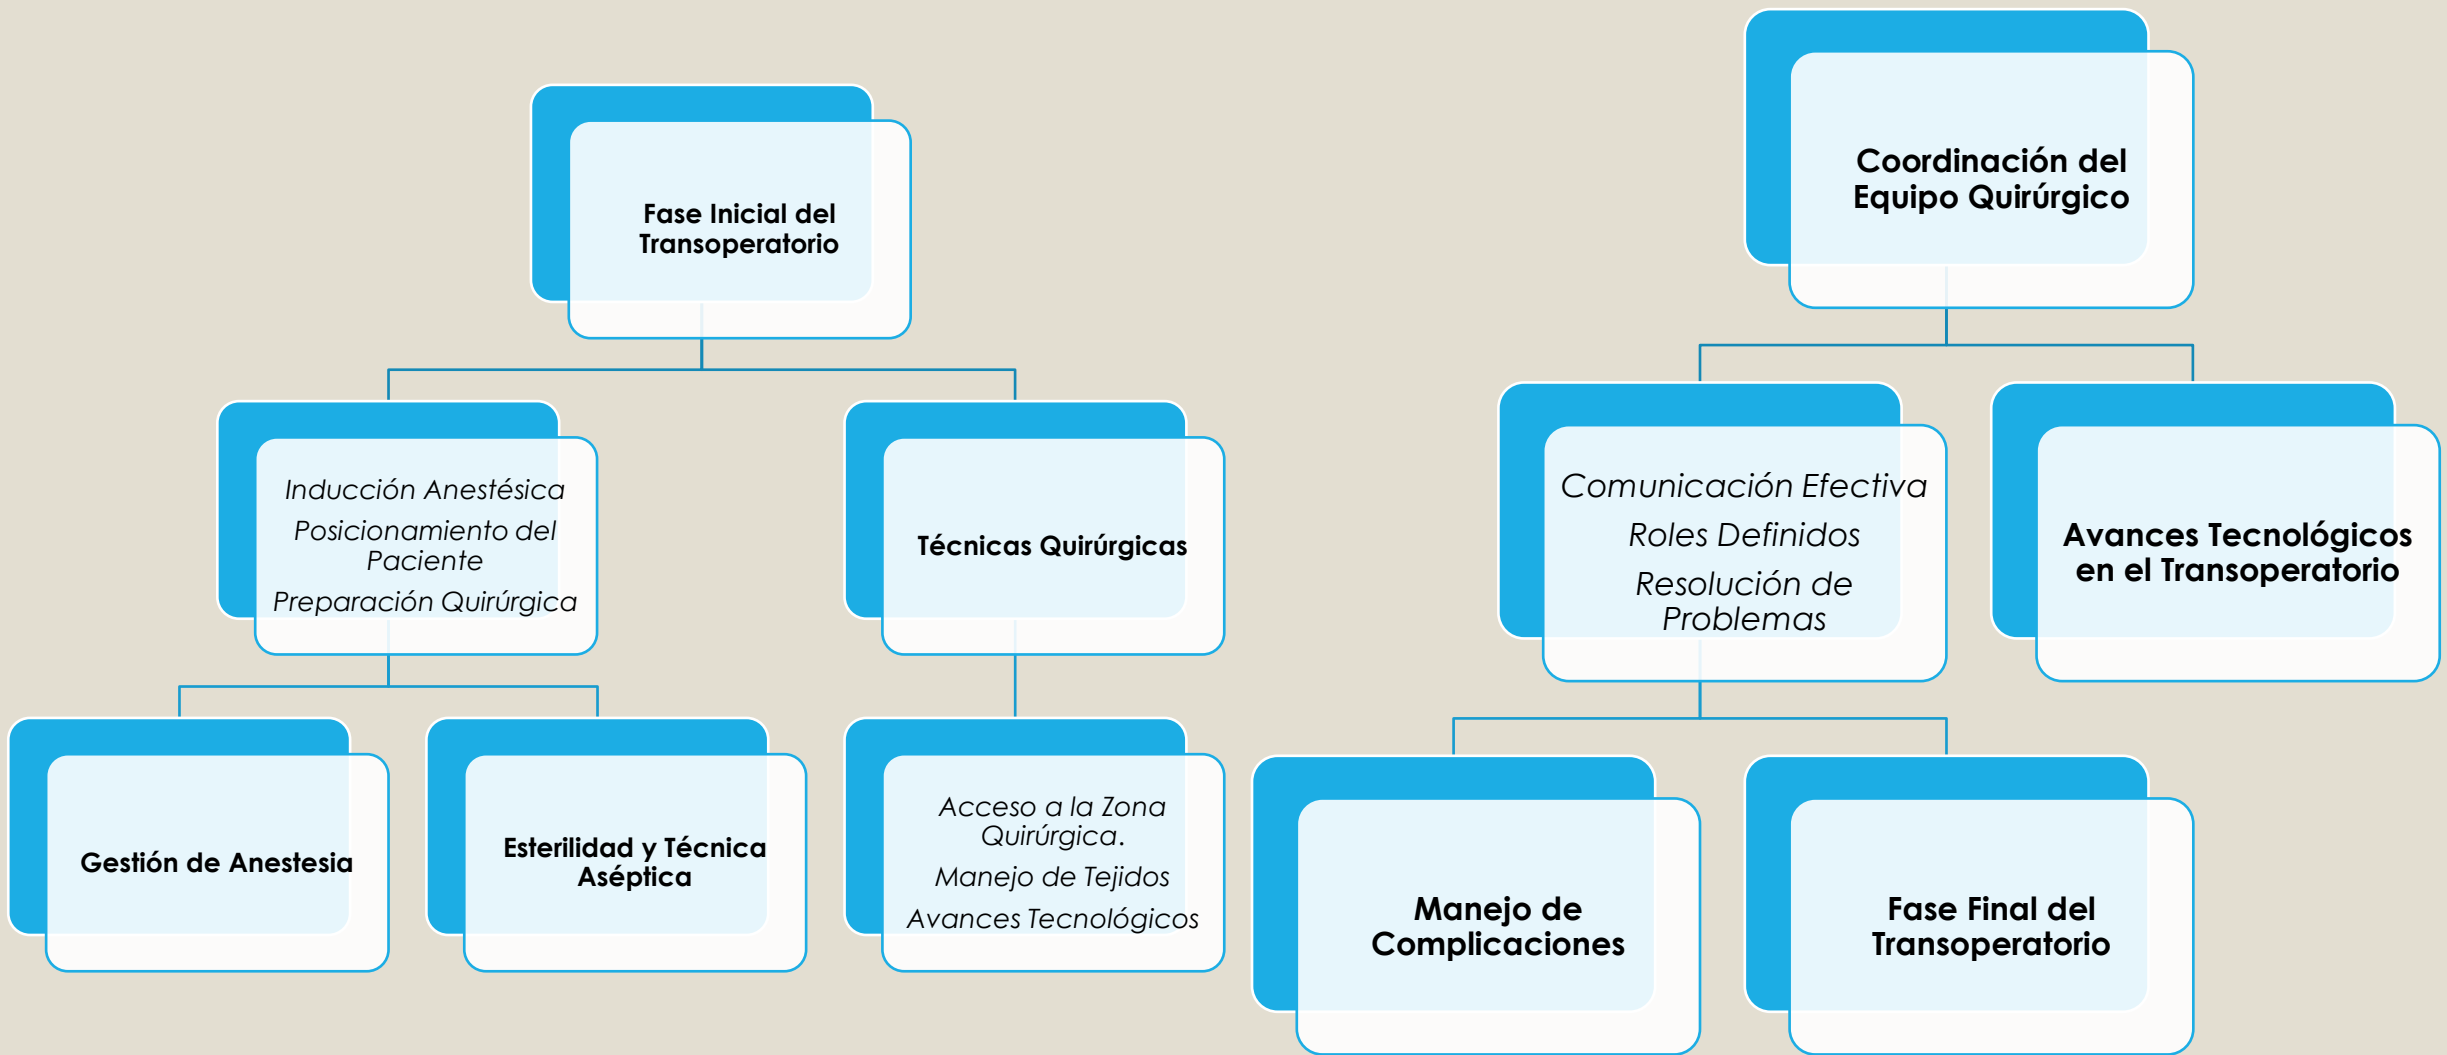 Fase Inicial del
Transoperatorio
Inducción Anestésica
Posicionamiento del
Paciente
Preparación Quirúrgica
Técnicas Quirúrgicas
Gestión de Anestesia
Esterilidad y Técnica
Aséptica
Acceso a la Zona
Quirúrgica.
Manejo de Tejidos
Avances Tecnológicos
Coordinación del
Equipo Quirúrgico
Comunicación Efectiva
Roles Definidos
Resolución de
Problemas
Avances Tecnológicos
en el Transoperatorio
Manejo de
Complicaciones
Fase Final del
Transoperatorio